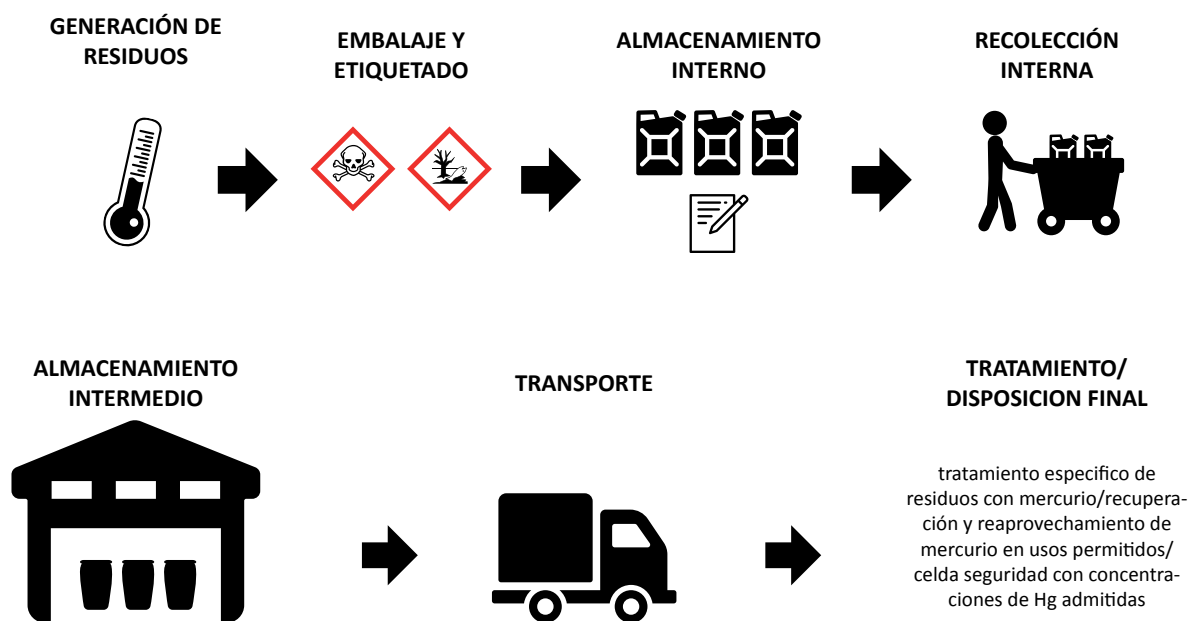 GENERACIÓN DE
RESIDUOS
EMBALAJE Y
ETIQUETADO
ALMACENAMIENTO
INTERNO
RECOLECCIÓN
INTERNA
ALMACENAMIENTO
INTERMEDIO
TRANSPORTE
TRATAMIENTO/
DISPOSICION FINAL
tratamiento especifico de
residuos con mercurio/recupera-
ción y reaprovechamiento de
mercurio en usos permitidos/
celda seguridad con concentra-
ciones de Hg admitidas